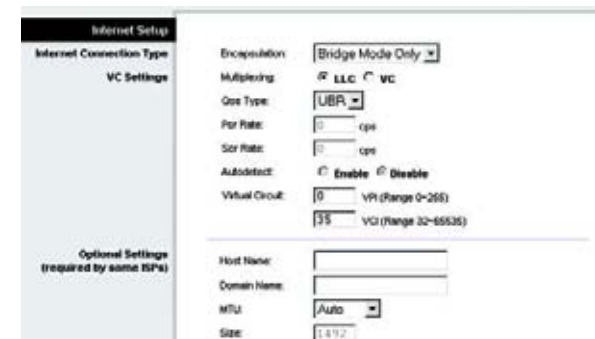 Internet Setup
Internet Connection Type
Encapsulation: Bridge Mode Only
VC Settings
Multiplexing: LLC VC
Qos Type: UBR
Pcr Rate: 0 cps
Scr Rate: 0 cps
Autodetect: Enable Disable
Virtual Circuit: 0 VPI (Range 0~255)
35 VCI (Range 32~65535)
Optional Settings
(required by some ISPs)
Host Name:
Domain Name:
MTU: Auto
Size: 1492